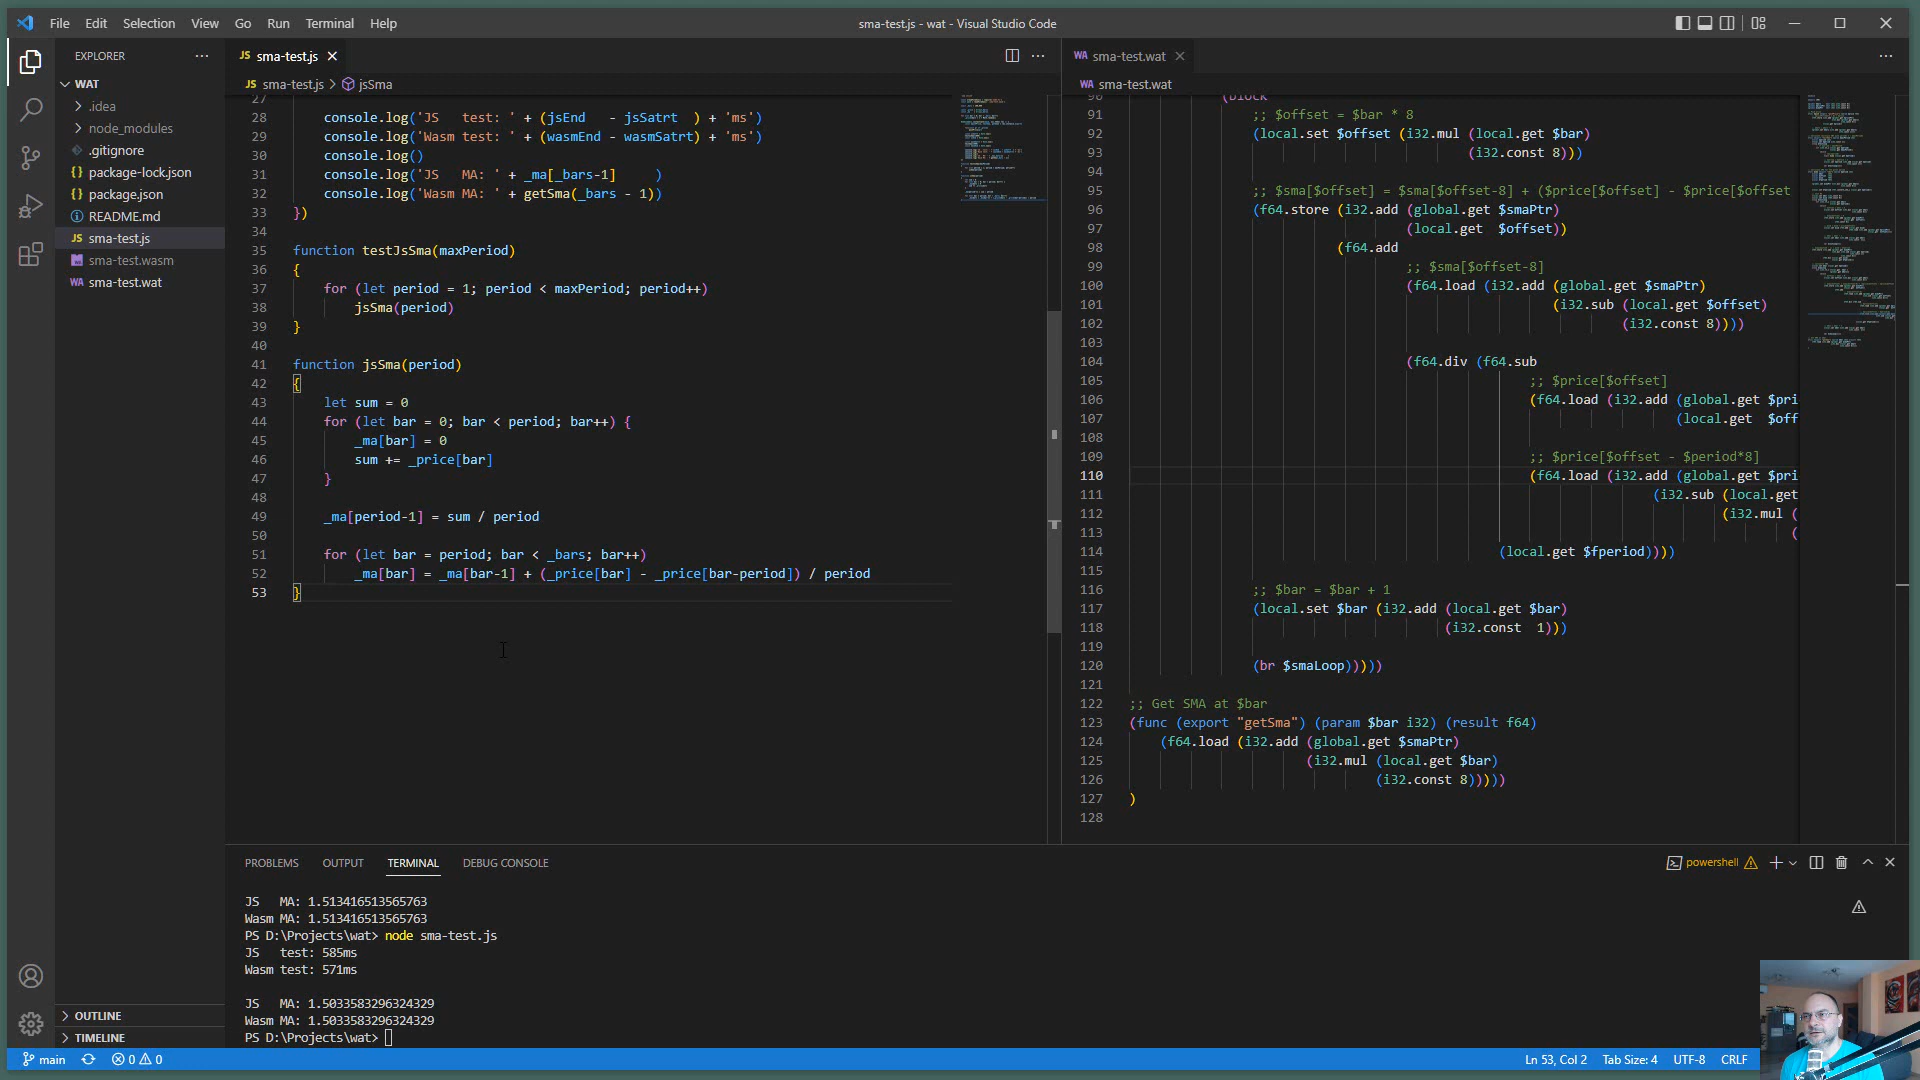 File Edit Selection View Go Run Terminal Help
sma-test.js - wat - Visual Studio Code
EXPLORER
WAT
.idea
node_modules
.gitignore
package-lock.json
package.json
README.md
sma-test.js
sma-test.wasm
sma-test.wat
OUTLINE
TIMELINE
JS sma-test.js
JS sma-test.js > jsSma
27
28 console.log('JS   test: ' + (jsEnd   - jsSatrt  ) + 'ms')
29 console.log('Wasm test: ' + (wasmEnd - wasmSatrt) + 'ms')
30 console.log()
31 console.log('JS   MA: ' + _ma[_bars-1]     )
32 console.log('Wasm MA: ' + getSma(_bars - 1))
33 })
34
35 function testJsSma(maxPeriod)
36 {
37 for (let period = 1; period < maxPeriod; period++)
38 jsSma(period)
39 }
40
41 function jsSma(period)
42 {
43 let sum = 0
44 for (let bar = 0; bar < period; bar++) {
45 _ma[bar] = 0
46 sum += _price[bar]
47 }
48
49 _ma[period-1] = sum / period
50
51 for (let bar = period; bar < _bars; bar++)
52 _ma[bar] = _ma[bar-1] + (_price[bar] - _price[bar-period]) / period
53 }
WA sma-test.wat
WA sma-test.wat
90 (block
91 ;; $offset = $bar * 8
92 (local.set $offset (i32.mul (local.get $bar)
93 (i32.const 8)))
94
95 ;; $sma[$offset] = $sma[$offset-8] + ($price[$offset] - $price[$offset
96 (f64.store (i32.add (global.get $smaPtr)
97 (local.get  $offset))
98 (f64.add
99 ;; $sma[$offset-8]
100 (f64.load (i32.add (global.get $smaPtr)
101 (i32.sub (local.get $offset)
102 (i32.const 8))))
103
104 (f64.div (f64.sub
105 ;; $price[$offset]
106 (f64.load (i32.add (global.get $pri
107 (local.get  $off
108
109 ;; $price[$offset - $period*8]
110 (f64.load (i32.add (global.get $pri
111 (i32.sub (local.get
112 (i32.mul (
113 (
114 (local.get $fperiod))))
115
116 ;; $bar = $bar + 1
117 (local.set $bar (i32.add (local.get $bar)
118 (i32.const  1)))
119
120 (br $smaLoop)))))
121
122 ;; Get SMA at $bar
123 (func (export "getSma") (param $bar i32) (result f64)
124 (f64.load (i32.add (global.get $smaPtr)
125 (i32.mul (local.get $bar)
126 (i32.const 8)))))
127 )
128
PROBLEMS OUTPUT TERMINAL DEBUG CONSOLE
powershell
JS   MA: 1.513416513565763
Wasm MA: 1.513416513565763
PS D:\Projects\wat> node sma-test.js
JS   test: 585ms
Wasm test: 571ms
JS   MA: 1.5033583296324329
Wasm MA: 1.5033583296324329
PS D:\Projects\wat>
main 0 0 Ln 53, Col 2 Tab Size: 4 UTF-8 CRLF